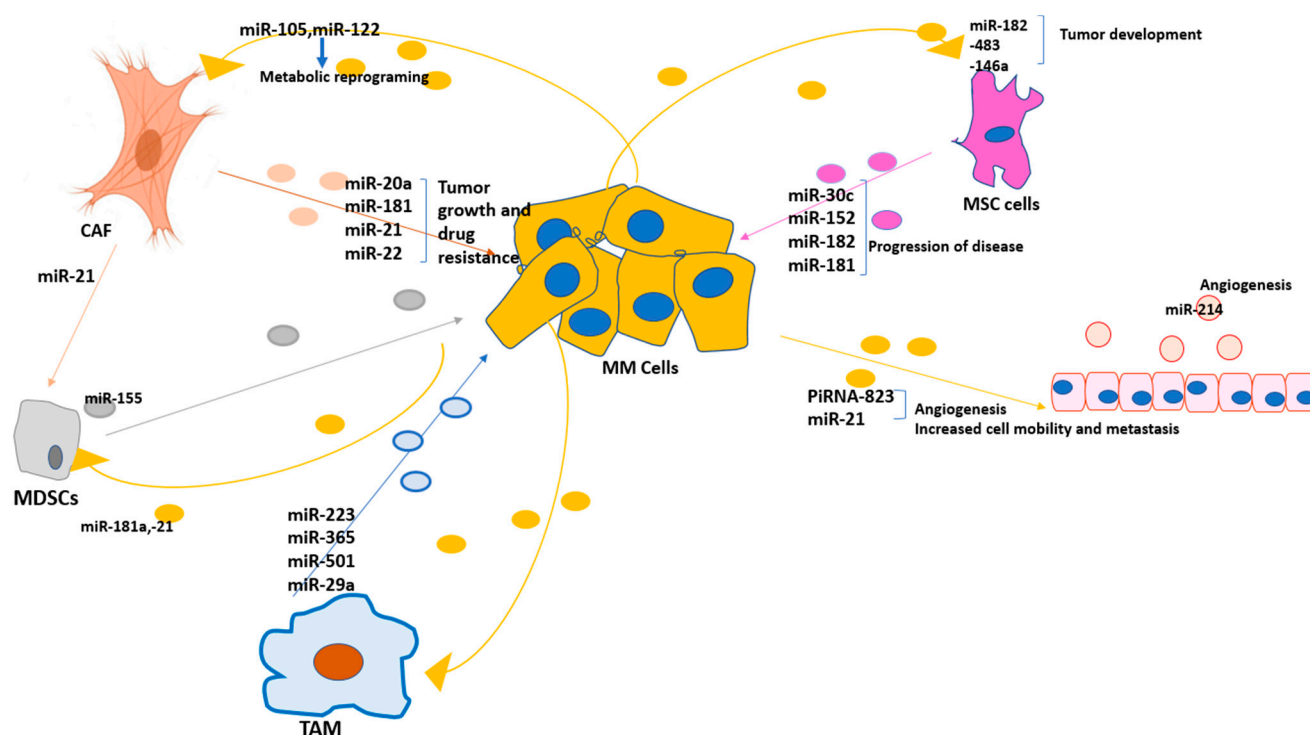 miR-105,miR-122
Metabolic reprograming
miR-182
-483
-146a
Tumor development
CAF
miR-20a
miR-181
miR-21
miR-22
Tumor
growth and
drug
resistance
miR-30c
miR-152
miR-182
miR-181
Progression of disease
MSC cells
miR-21
MM Cells
Angiogenesis
miR-214
PiRNA-823
miR-21
Angiogenesis
Increased cell mobility and metastasis
miR-155
MDSCs
miR-181a,-21
miR-223
miR-365
miR-501
miR-29a
TAM